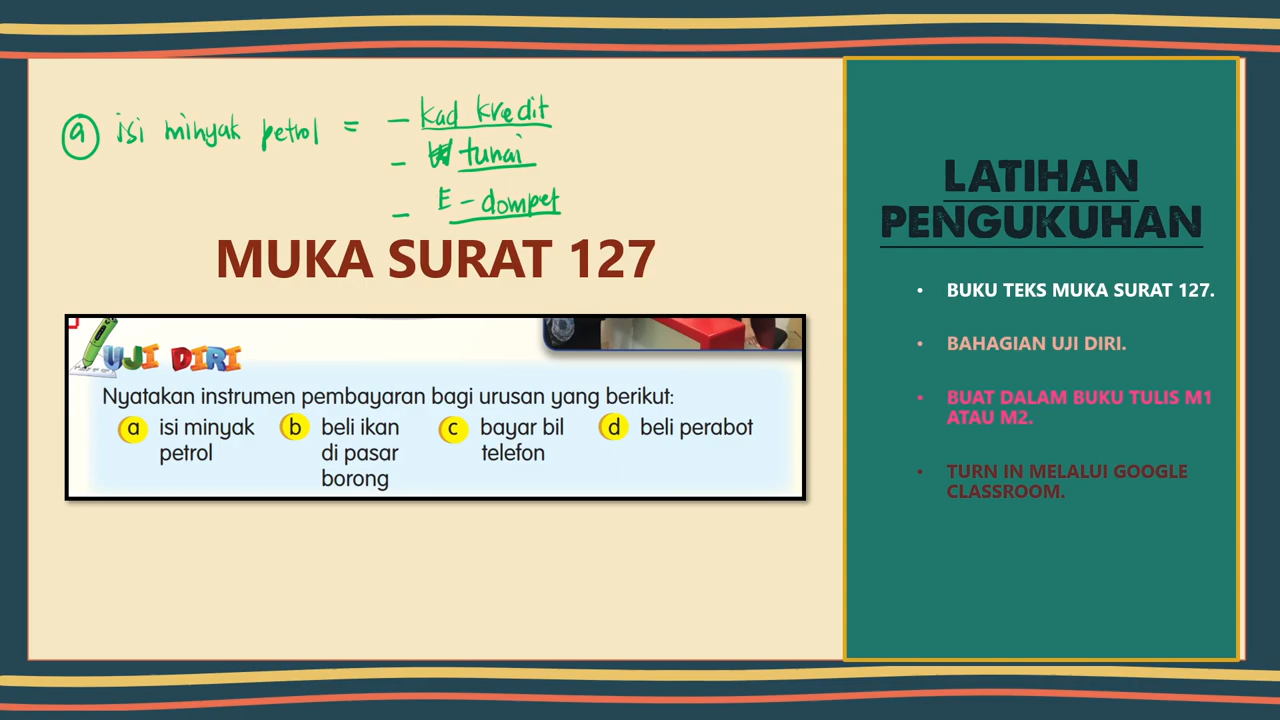 a isi minyak petrol = - kad kredit
- tunai
- E-dompet
MUKA SURAT 127
UJI DIRI
Nyatakan instrumen pembayaran bagi urusan yang berikut:
a isi minyak petrol
b beli ikan di pasar borong
c bayar bil telefon
d beli perabot
LATIHAN
PENGUKUHAN
• BUKU TEKS MUKA SURAT 127.
• BAHAGIAN UJI DIRI.
• BUAT DALAM BUKU TULIS M1
ATAU M2.
• TURN IN MELALUI GOOGLE
CLASSROOM.